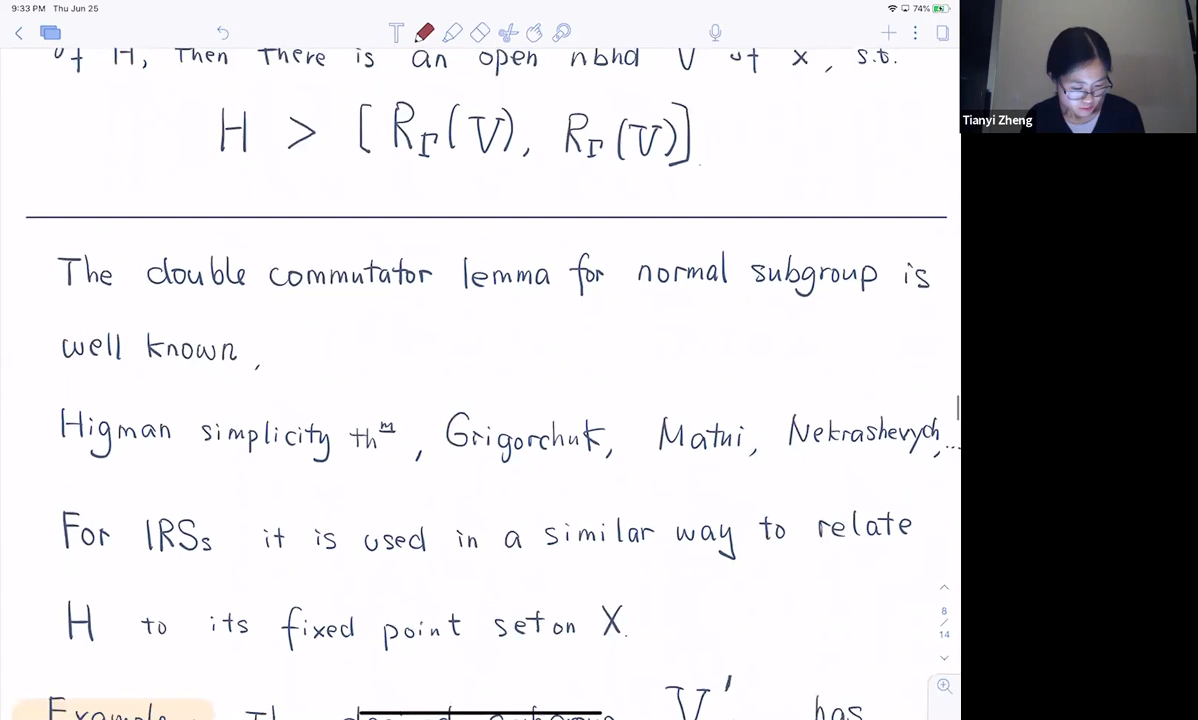 9:33 PM Thu Jun 25
74%
of H, Then There is an open nbhd V of x, s.t.
H > [R_Γ(V), R_Γ(V)]
Tianyi Zheng
The double commutator lemma for normal subgroup is
well known,
Higman simplicity thm, Grigorchuk, Matui, Nekrashevych, ...
For IRSs it is used in a similar way to relate
H to its fixed point set on X.
8
/
14
Example V' has